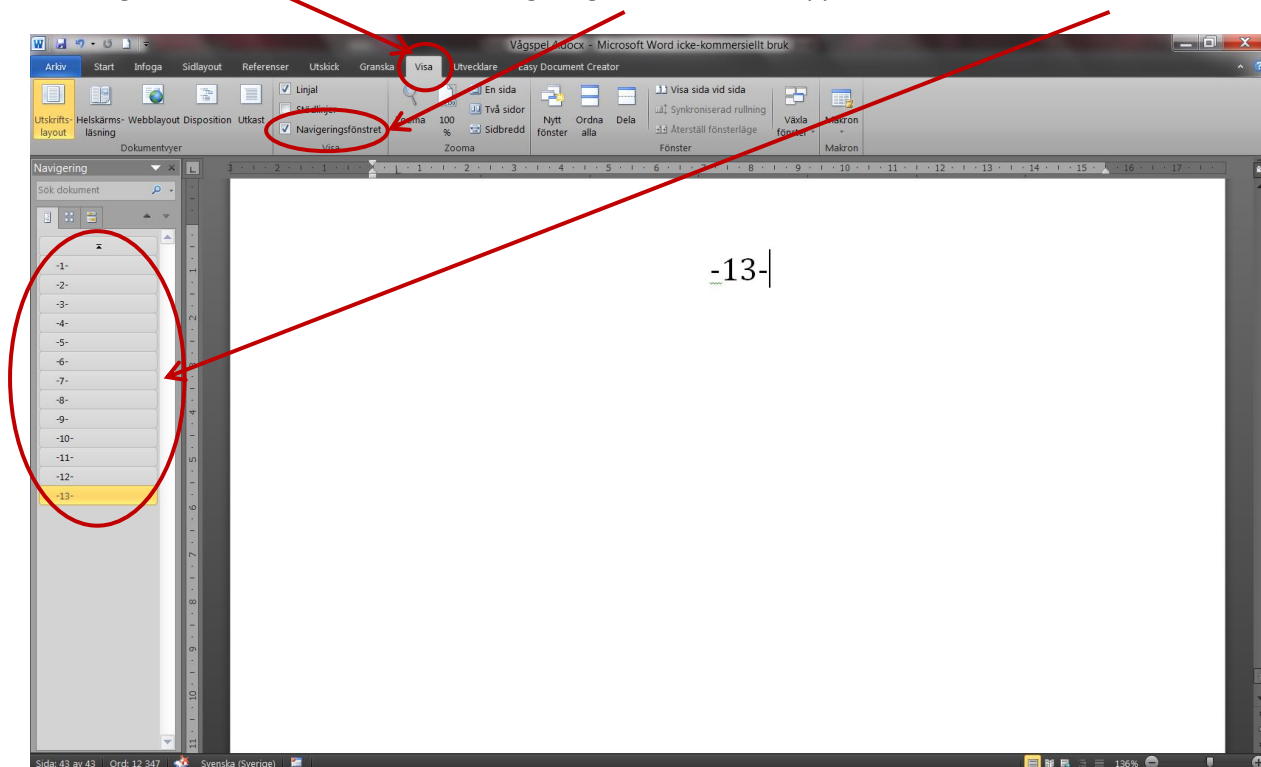 Vågspel 4.docx - Microsoft Word icke-kommersiellt bruk
Arkiv Start Infoga Sidlayout Referenser Utskick Granska Visa Utvecklare Easy Document Creator
Linjal En sida Visa sida vid sida
Stödlinjer Två sidor Synkroniserad rullning
Utskrifts- Helskärms- Webblayout Disposition Utkast Zooma 100 Nytt Ordna Dela Växla Makron
layout läsning Navigeringsfönstret % Sidbredd fönster alla Återställ fönsterläge fönster
Dokumentvyer Visa Zooma Fönster Makron
Navigering
Sök dokument
-1-
-2-
-3-
-4-
-5-
-6-
-7-
-8-
-9-
-10-
-11-
-12-
-13-
-13-
Sida: 43 av 43 Ord: 12 347 Svenska (Sverige) 136%